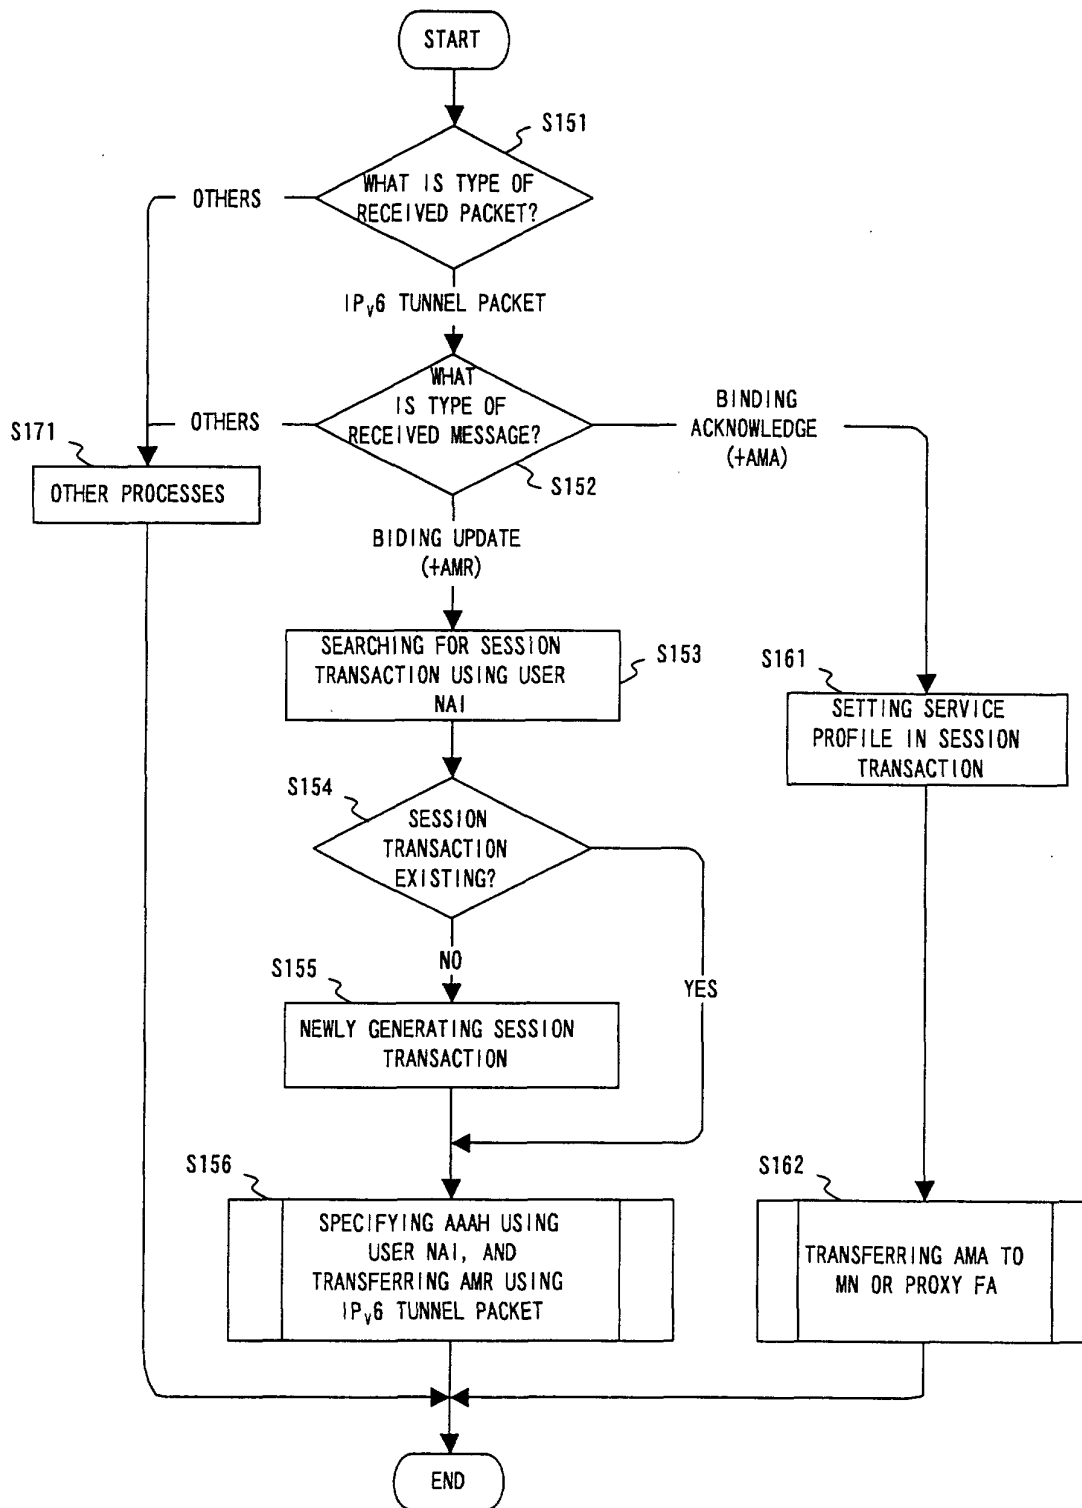 START
S151
WHAT IS TYPE OF
RECEIVED PACKET?
OTHERS
IPv6 TUNNEL PACKET
WHAT
IS TYPE OF
RECEIVED MESSAGE?
OTHERS
BINDING
ACKNOWLEDGE
(+AMA)
S152
S171
OTHER PROCESSES
BIDING UPDATE
(+AMR)
SEARCHING FOR SESSION
TRANSACTION USING USER
NAI
S153
S161
SETTING SERVICE
PROFILE IN SESSION
TRANSACTION
S154
SESSION
TRANSACTION
EXISTING?
NO
YES
S155
NEWLY GENERATING SESSION
TRANSACTION
S156
SPECIFYING AAAH USING
USER NAI, AND
TRANSFERRING AMR USING
IPv6 TUNNEL PACKET
S162
TRANSFERRING AMA TO
MN OR PROXY FA
END